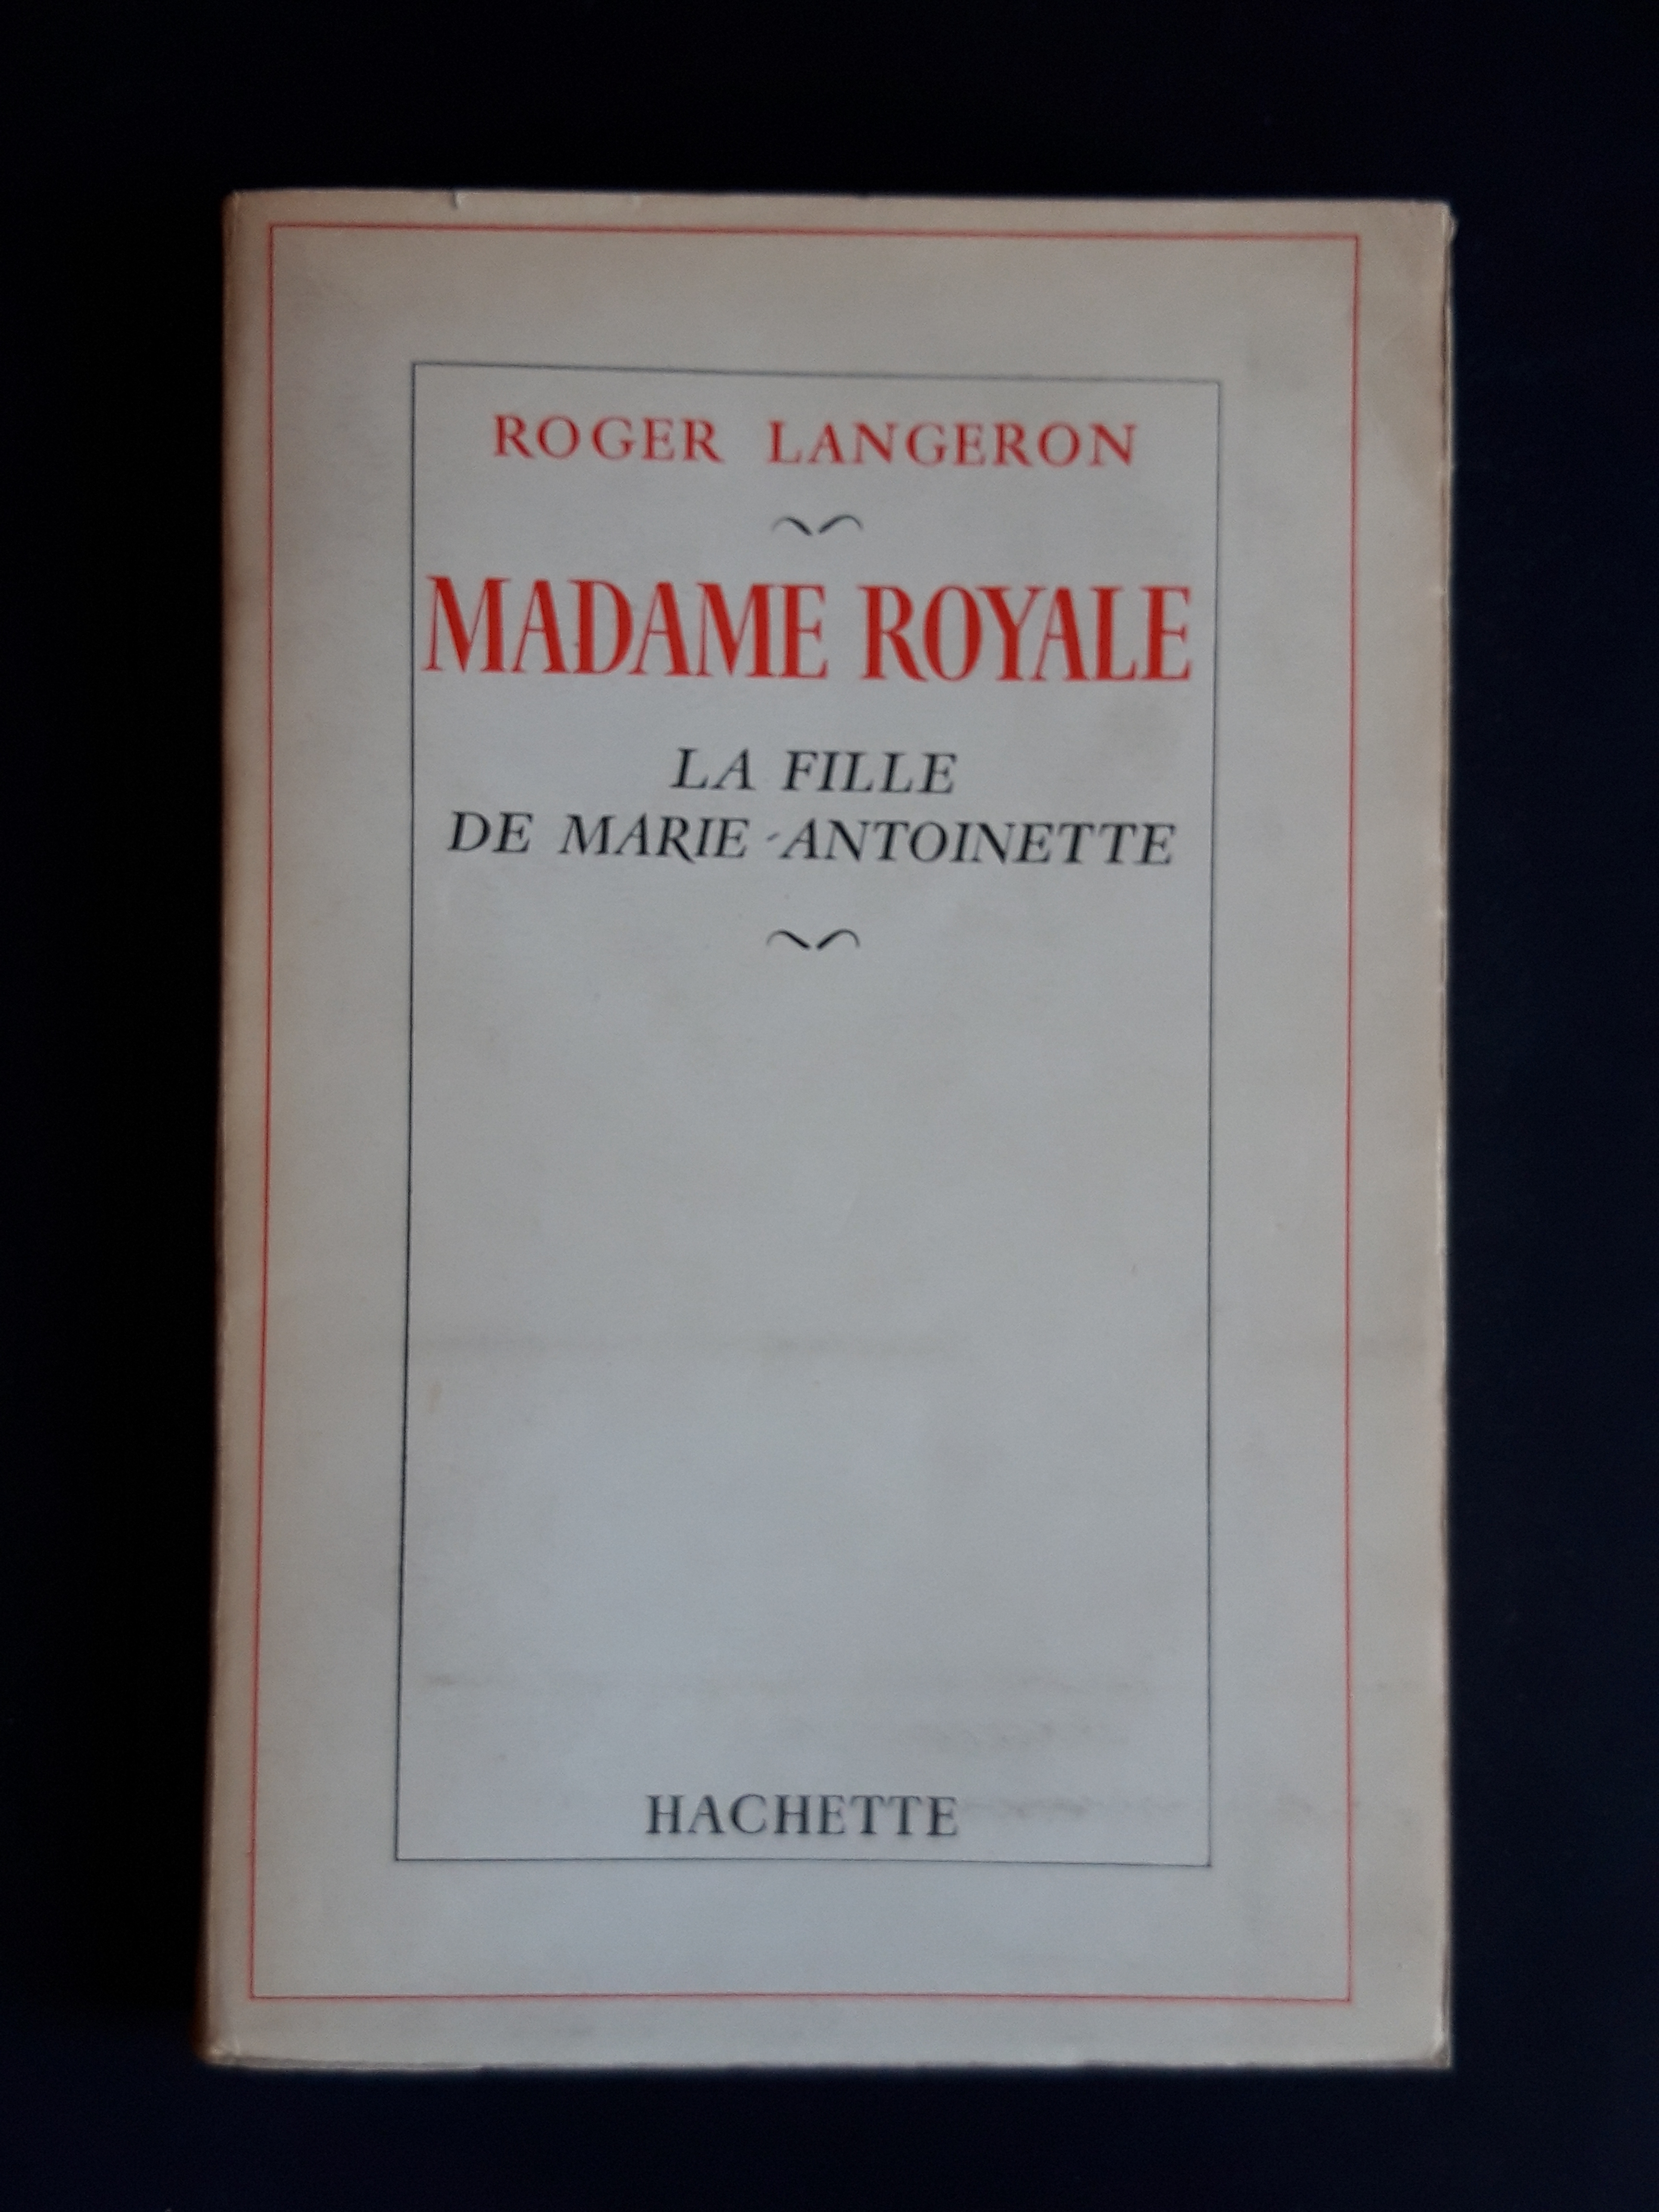 ROGER LANGERON
MADAME ROYALE
LA FILLE
DE MARIE-ANTOINETTE
HACHETTE